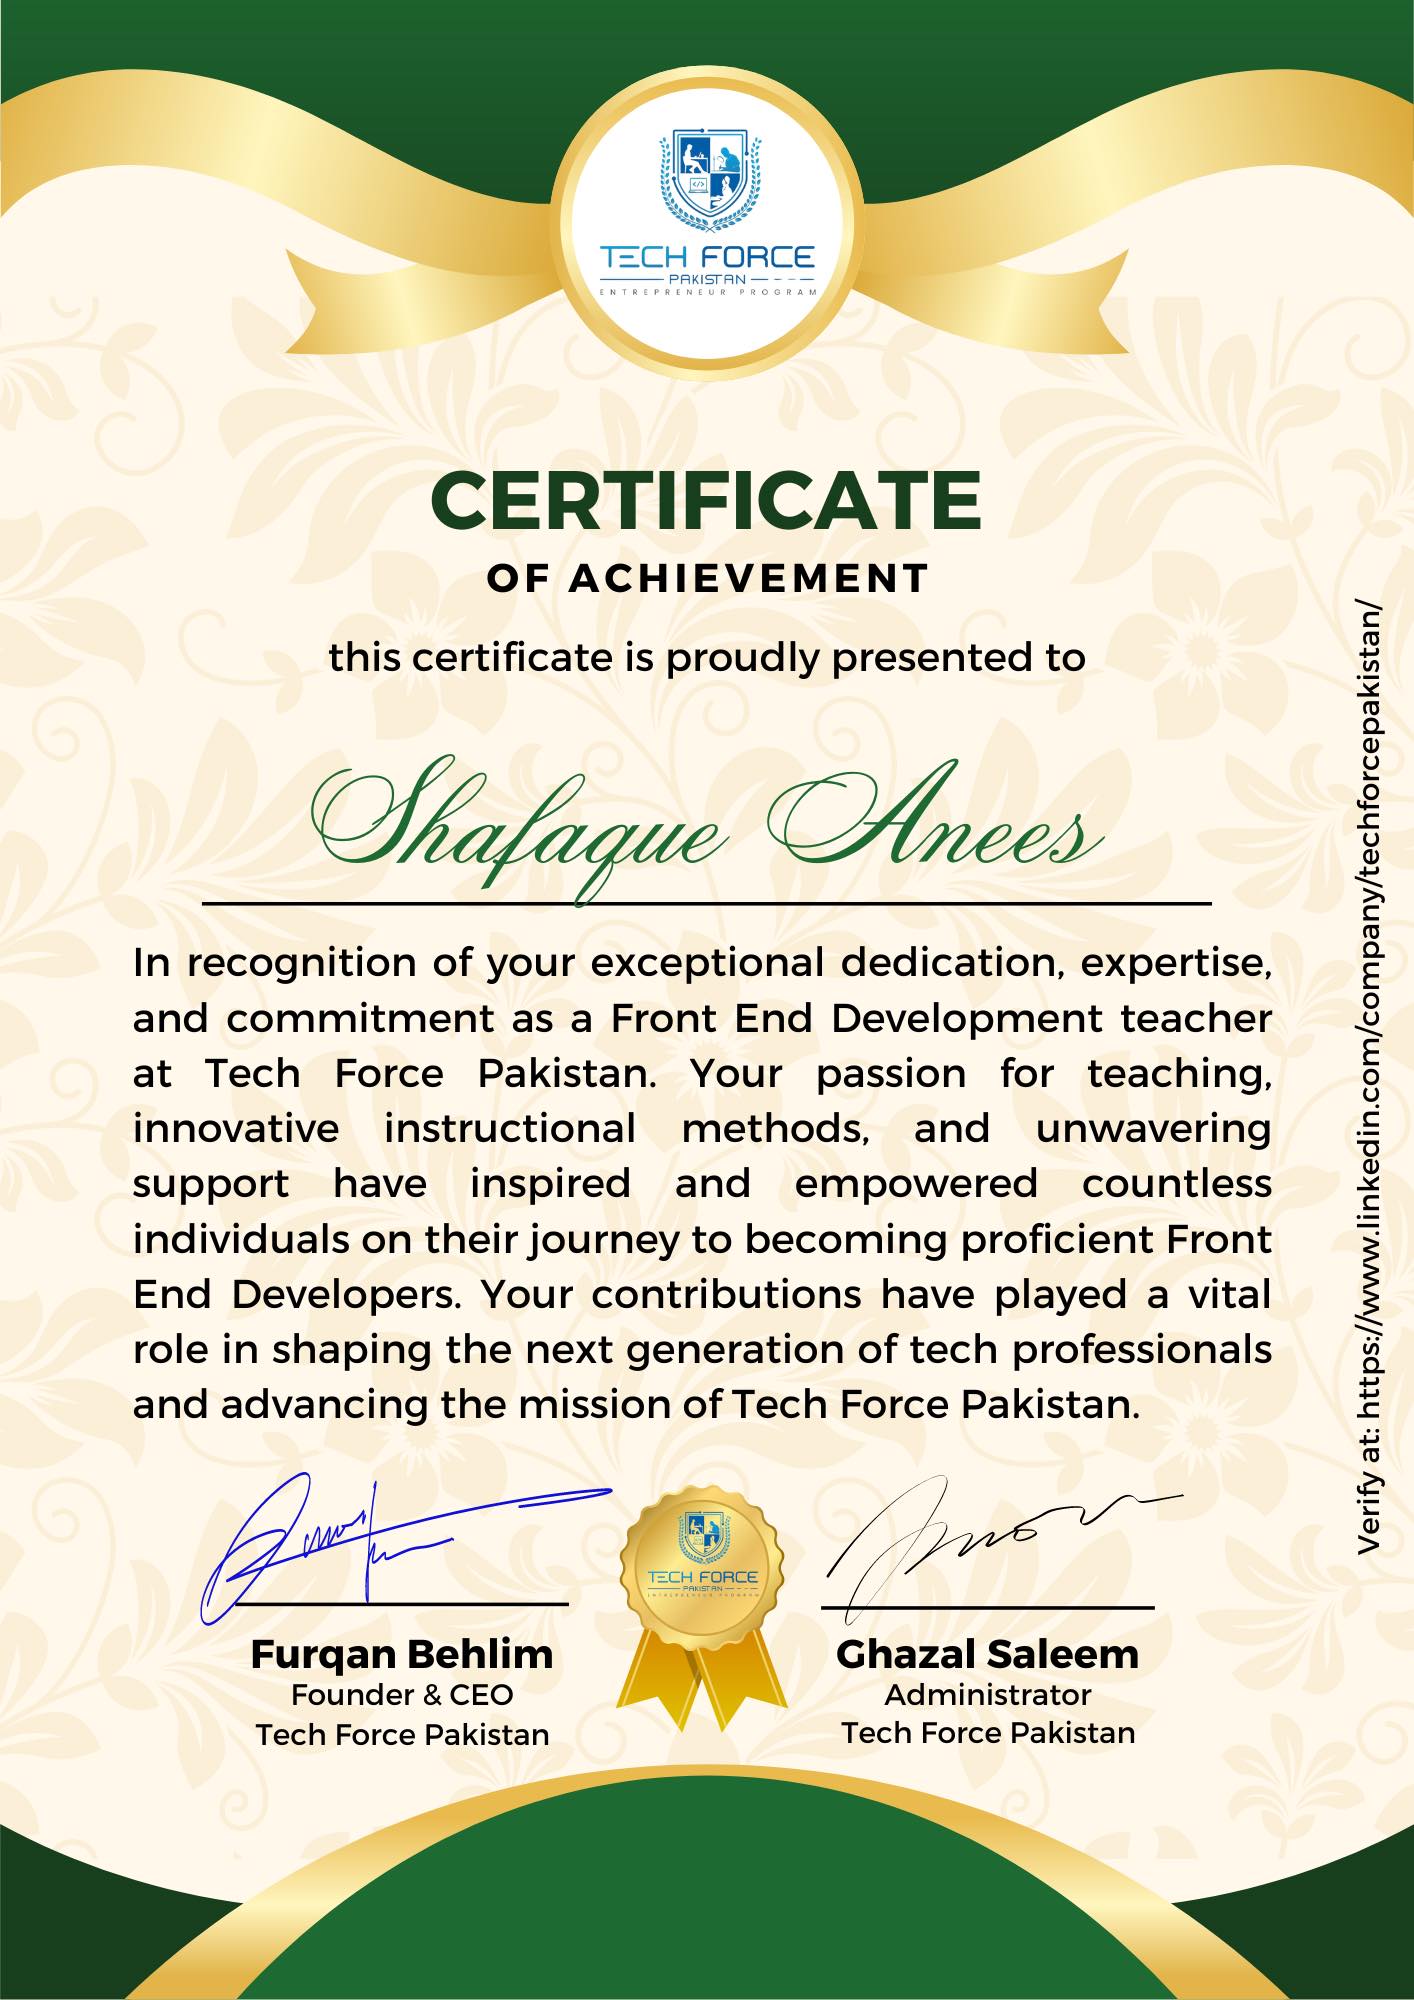 TECH FORCE
PAKISTAN
ENTREPRENEUR PROGRAM
CERTIFICATE
OF ACHIEVEMENT
this certificate is proudly presented to
Shafaque Anees
In recognition of your exceptional dedication, expertise,
and commitment as a Front End Development teacher
at Tech Force Pakistan. Your passion for teaching,
innovative instructional methods, and unwavering
support have inspired and empowered countless
individuals on their journey to becoming proficient Front
End Developers. Your contributions have played a vital
role in shaping the next generation of tech professionals
and advancing the mission of Tech Force Pakistan.
Verify at: https://www.linkedin.com/company/techforcepakistan/
TECH FORCE
PAKISTAN
ENTREPRENEUR PROGRAM
Furqan Behlim
Founder & CEO
Tech Force Pakistan
Ghazal Saleem
Administrator
Tech Force Pakistan